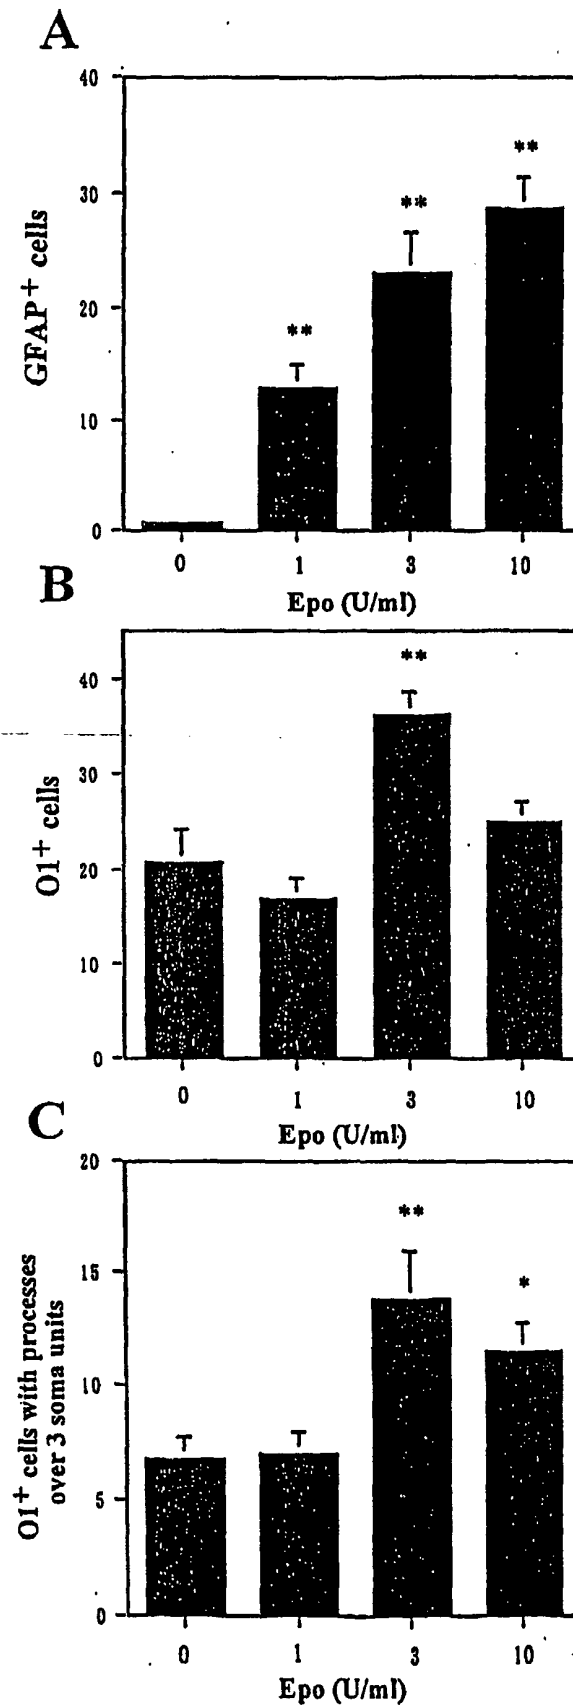 A
40
30
20
10
0
GFAP+ cells
**
**
**
0 1 3 10
Epo (U/ml)
B
40
30
20
10
0
O1+ cells
**
0 1 3 10
Epo (U/ml)
C
20
15
10
5
0
O1+ cells with processes
over 3 soma units
**
*
0 1 3 10
Epo (U/ml)